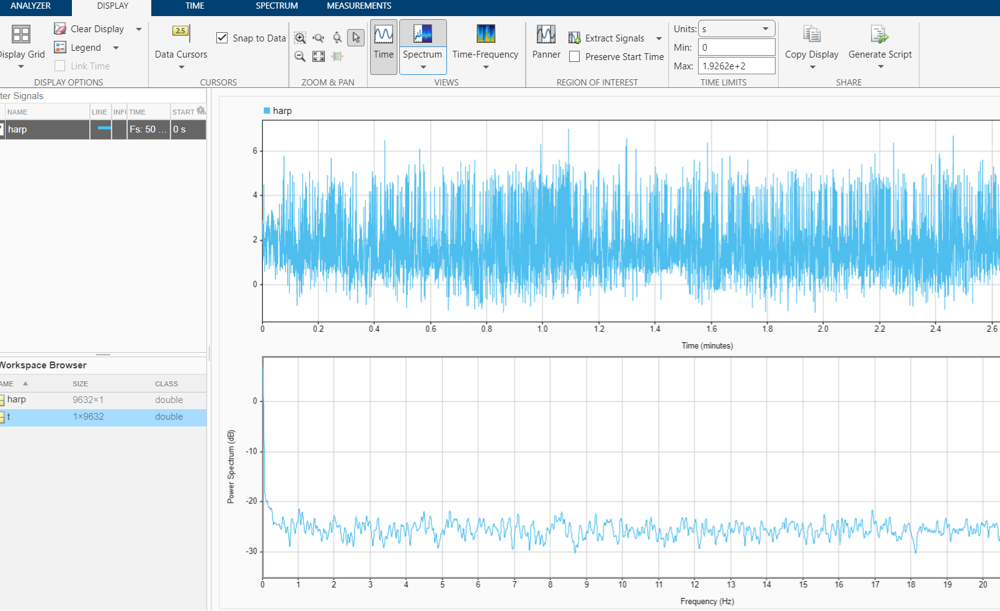 ANALYZER DISPLAY TIME SPECTRUM MEASUREMENTS
Clear Display
Legend
Link Time
isplay Grid
DISPLAY OPTIONS
2.5
Data Cursors
Snap to Data
CURSORS
ZOOM & PAN
Time
Spectrum
Time-Frequency
VIEWS
Panner
Extract Signals
Preserve Start Time
REGION OF INTEREST
Units: s
Min: 0
Max: 1.9262e+2
TIME LIMITS
Copy Display
Generate Script
SHARE
ter Signals
NAME LINE INFO TIME START
harp Fs: 50 ... 0 s
Workspace Browser
AME SIZE CLASS
harp 9632×1 double
t 1×9632 double
harp
6
4
2
0
0 0.2 0.4 0.6 0.8 1.0 1.2 1.4 1.6 1.8 2.0 2.2 2.4 2.6
Time (minutes)
0
-10
-20
-30
Power Spectrum (dB)
0 1 2 3 4 5 6 7 8 9 10 11 12 13 14 15 16 17 18 19 20
Frequency (Hz)